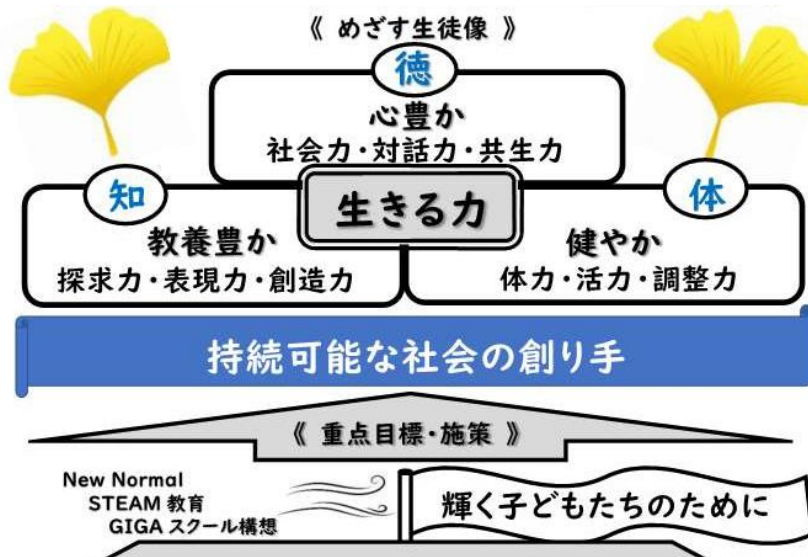 《 めざす生徒像 》
徳
心豊か
社会力・対話力・共生力
知
教養豊か
探求力・表現力・創造力
生きる力
体
健やか
体力・活力・調整力
持続可能な社会の創り手
《 重点目標・施策 》
New Normal
STEAM 教育
GIGA スクール構想
輝く子どもたちのために